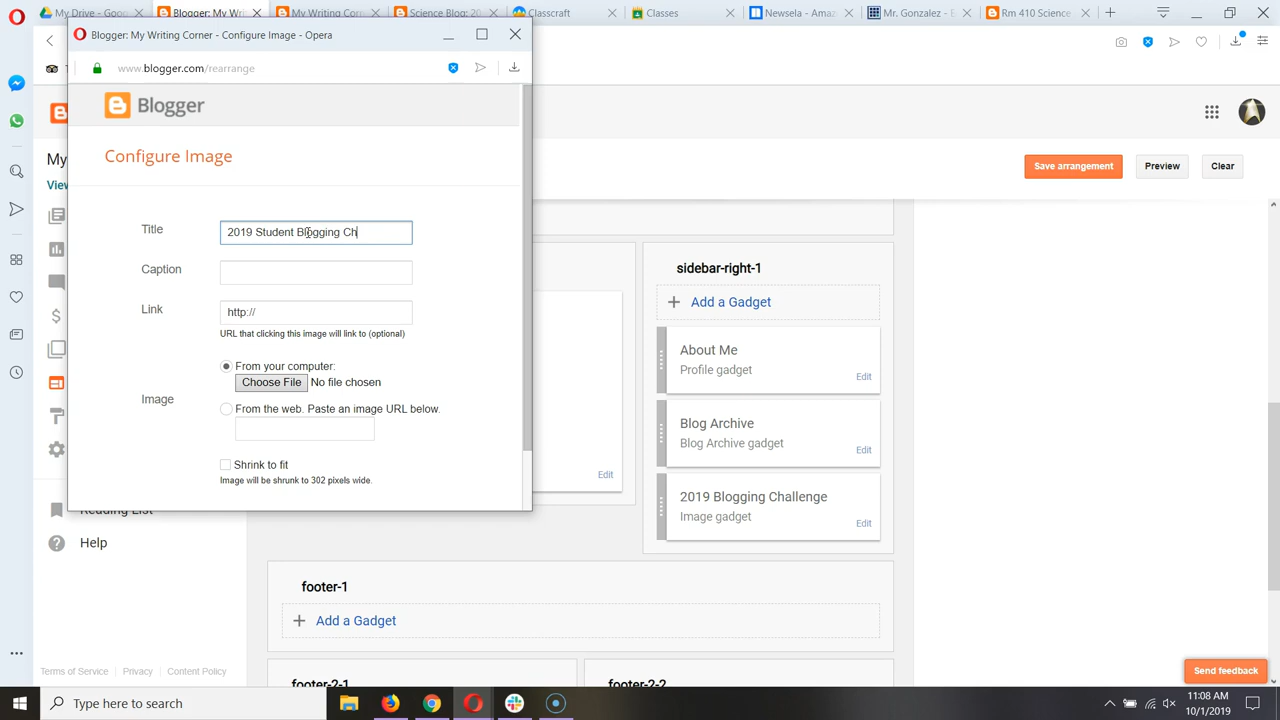 My Drive - Goo
Blogger: My Wri
My Writing Corn
Science Blog: 20
Classcraft
Classes
Newsela - Amaz
Mr. Gonzalez - E
Rm 410 Science
Blogger: My Writing Corner - Configure Image - Opera
www.blogger.com/rearrange
Blogger
Configure Image
My
View
Save arrangement
Preview
Clear
Title
2019 Student Blogging Ch
Caption
Link
http://
URL that clicking this image will link to (optional)
Image
From your computer:
Choose File No file chosen
From the web. Paste an image URL below.
Shrink to fit
Image will be shrunk to 302 pixels wide.
Edit
sidebar-right-1
+ Add a Gadget
About Me
Profile gadget
Edit
Blog Archive
Blog Archive gadget
Edit
2019 Blogging Challenge
Image gadget
Edit
Reading List
Help
footer-1
+ Add a Gadget
footer-2-1
footer-2-2
Terms of Service
Privacy
Content Policy
Send feedback
Type here to search
11:08 AM
10/1/2019